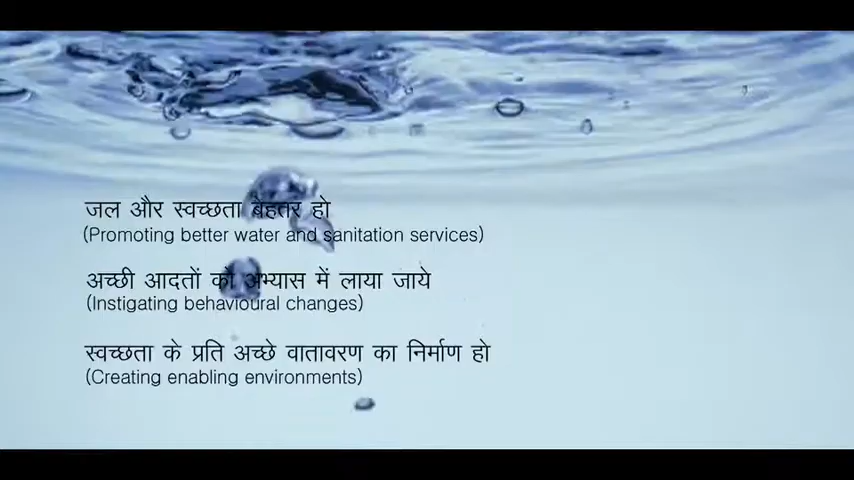 जल और स्वच्छता बेहतर हो
(Promoting better water and sanitation services)
अच्छी आदतों को अभ्यास में लाया जाये
(Instigating behavioural changes)
स्वच्छता के प्रति अच्छे वातावरण का निर्माण हो
(Creating enabling environments)